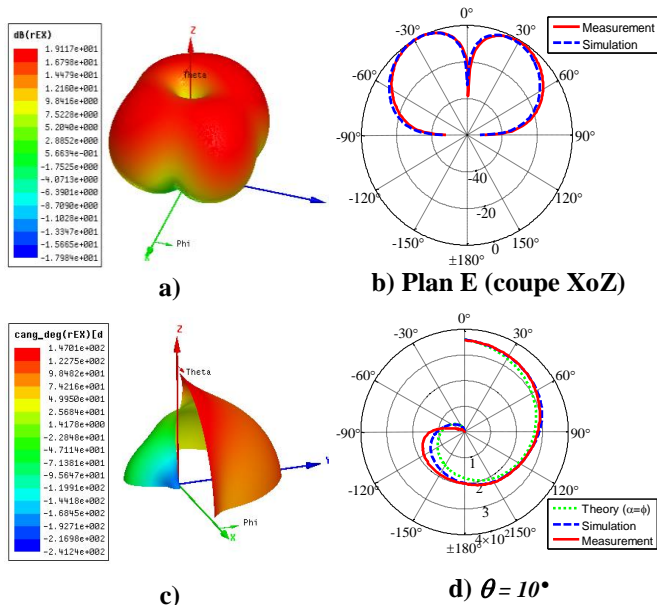 dB(rEX)
1.9117e+001
1.6798e+001
1.4479e+001
1.2160e+001
9.8416e+000
7.5228e+000
5.2040e+000
2.8852e+000
5.6634e-001
-1.7525e+000
-4.0713e+000
-6.3901e+000
-8.7090e+000
-1.1028e+001
-1.3347e+001
-1.5665e+001
-1.7984e+001
Z
Theta
Phi
X
a)
0°
-30°
30°
-60°
60°
-90°
90°
-120°
120°
-150°
150°
±180°
-40
-20
0
Measurement
Simulation
b) Plan E (coupe XoZ)
cang_deg(rEX)[d
1.4701e+002
1.2275e+002
9.8482e+001
7.4216e+001
4.9950e+001
2.5684e+001
1.4178e+000
-2.2848e+001
-4.7114e+001
-7.1381e+001
-9.5647e+001
-1.1991e+002
-1.4418e+002
-1.6845e+002
-1.9271e+002
-2.1698e+002
-2.4124e+002
Z
Theta
Phi
X
c)
0°
-30°
30°
-60°
60°
-90°
90°
-120°
120°
-150°
150°
±180°
1
2
3
4x10²
Theory (α=ϕ)
Simulation
Measurement
d) θ = 10°